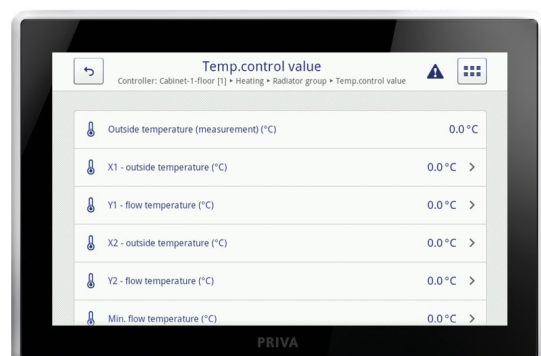 Temp.control value
Controller: Cabinet-1-floor [1] ▸ Heating ▸ Radiator group ▸ Temp.control value
Outside temperature (measurement) (°C) 0.0 °C
X1 - outside temperature (°C) 0.0 °C >
Y1 - flow temperature (°C) 0.0 °C >
X2 - outside temperature (°C) 0.0 °C >
Y2 - flow temperature (°C) 0.0 °C >
Min. flow temperature (°C) 0.0 °C >
PRIVA